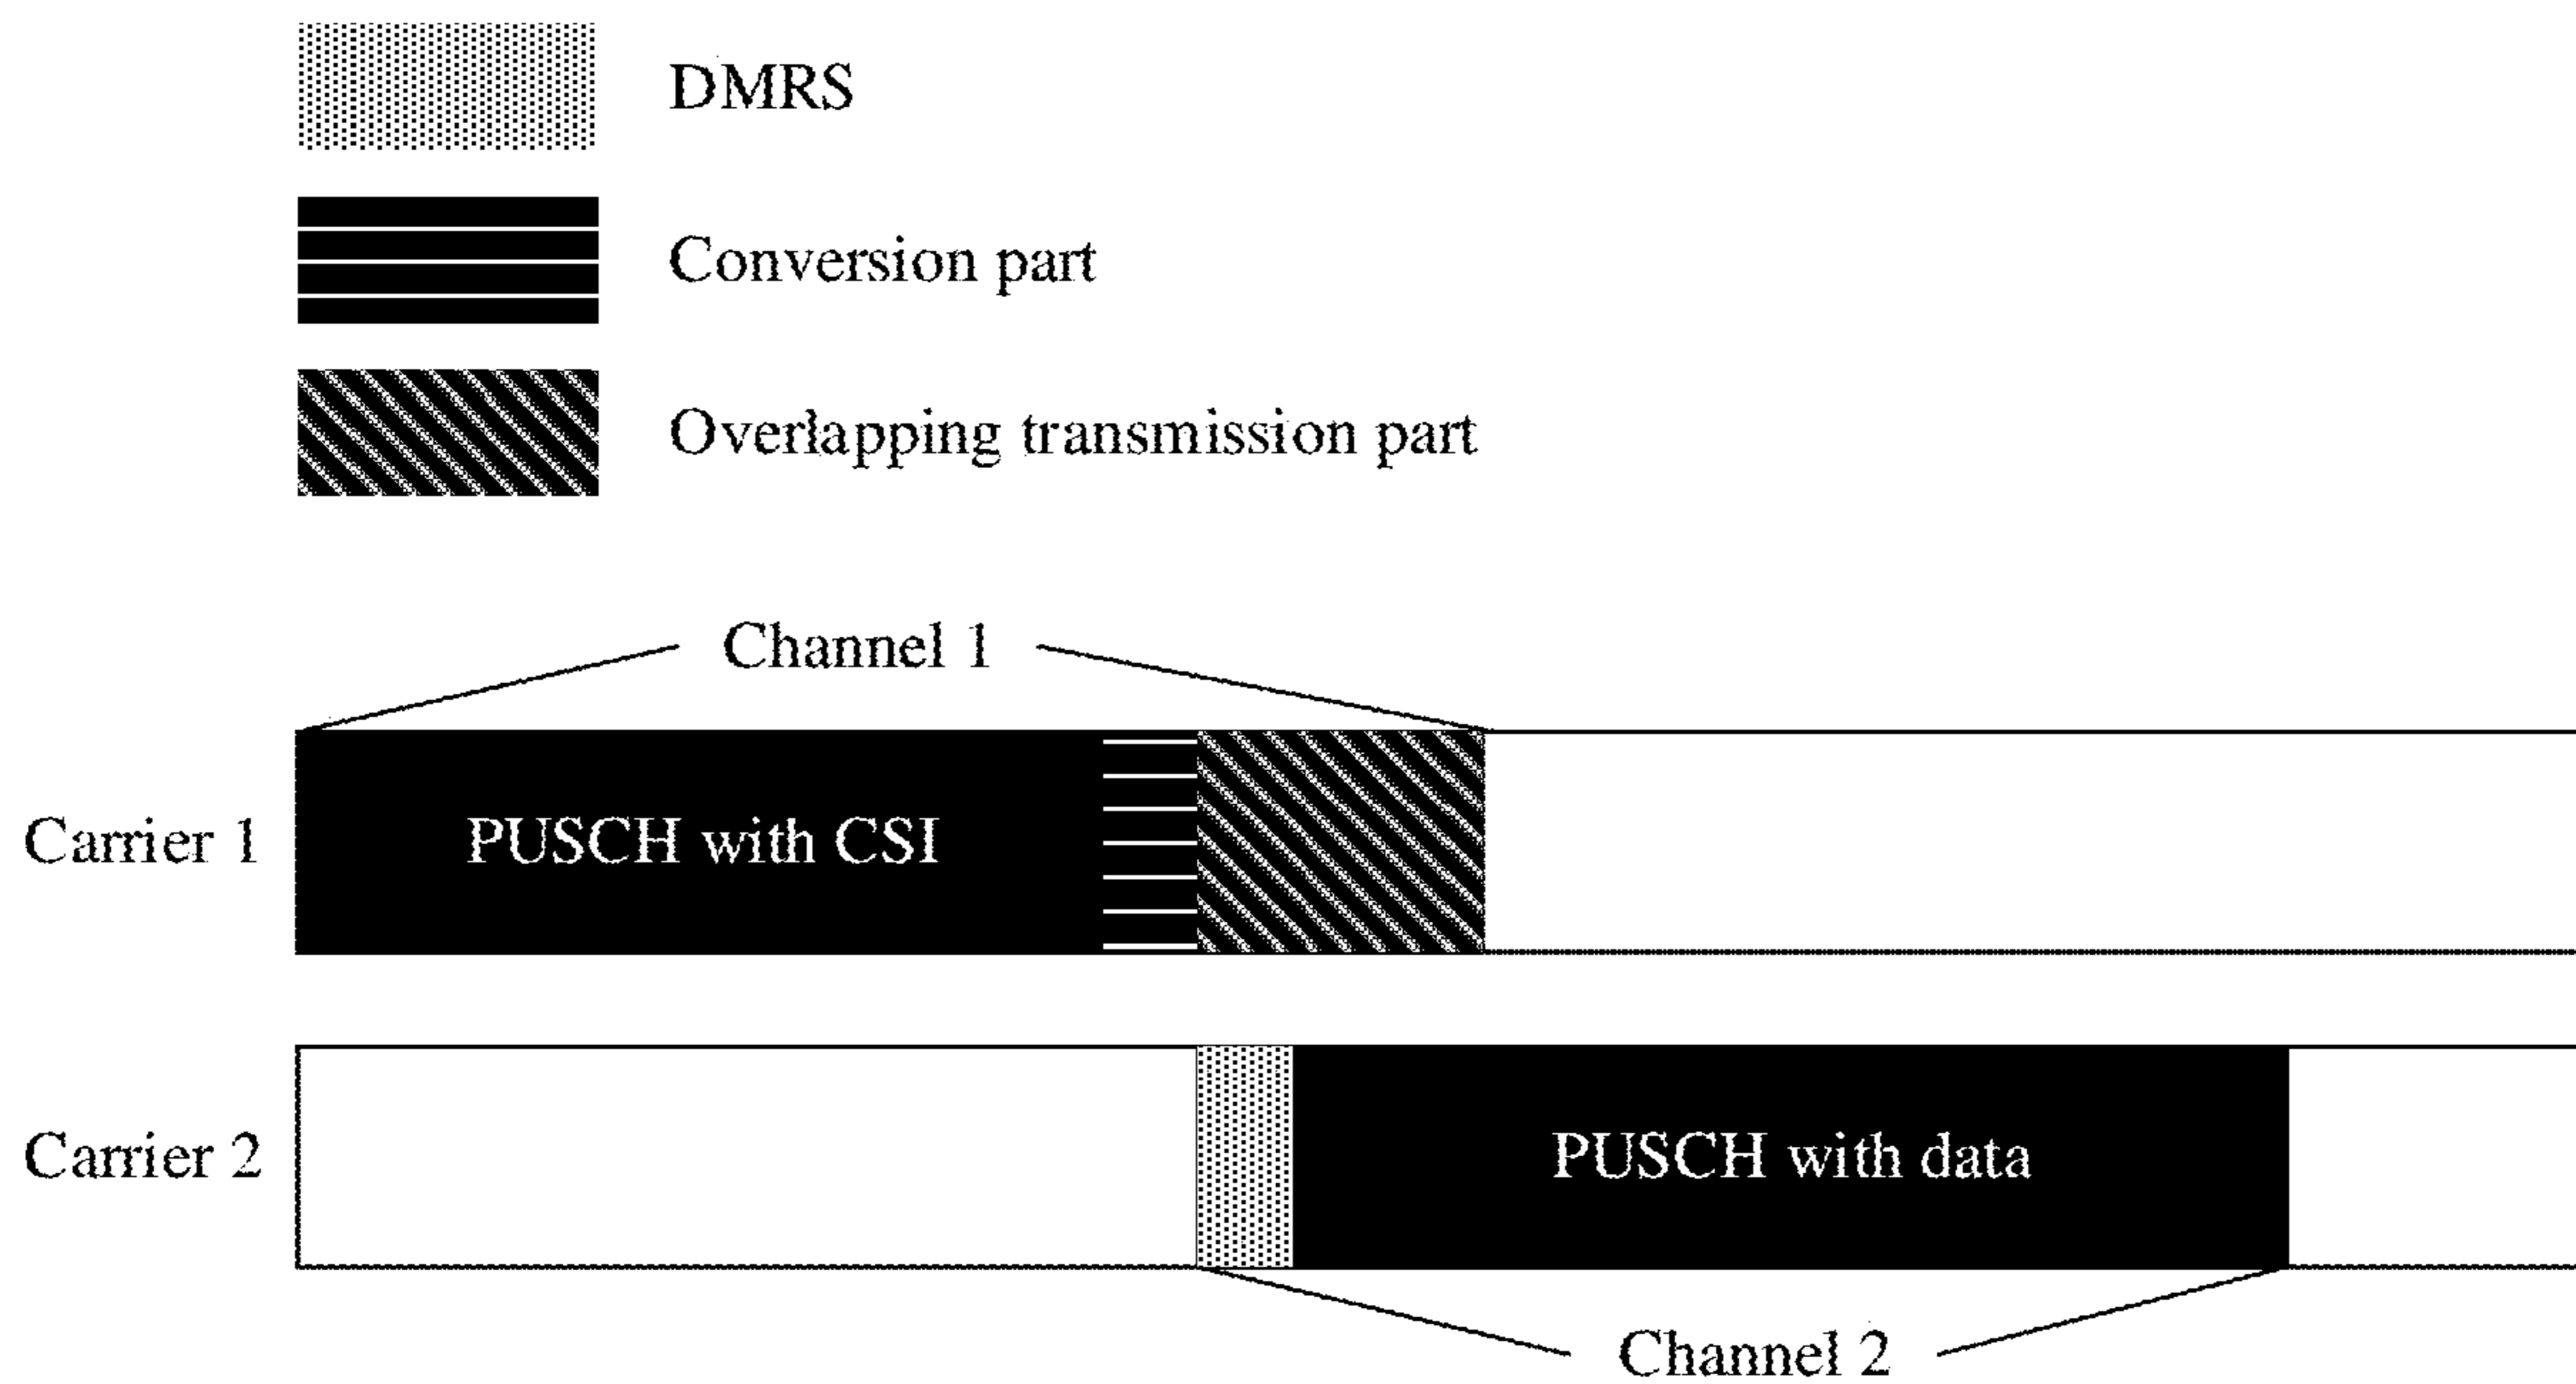 DMRS
Conversion part
Overlapping transmission part
Channel 1
Carrier 1
PUSCH with CSI
Carrier 2
PUSCH with data
Channel 2